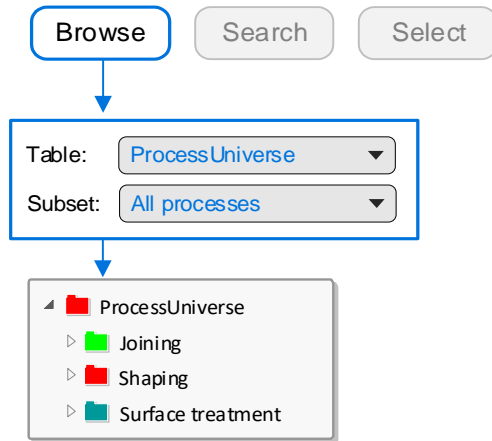 Browse Search Select
Table: ProcessUniverse
Subset: All processes
ProcessUniverse
Joining
Shaping
Surface treatment